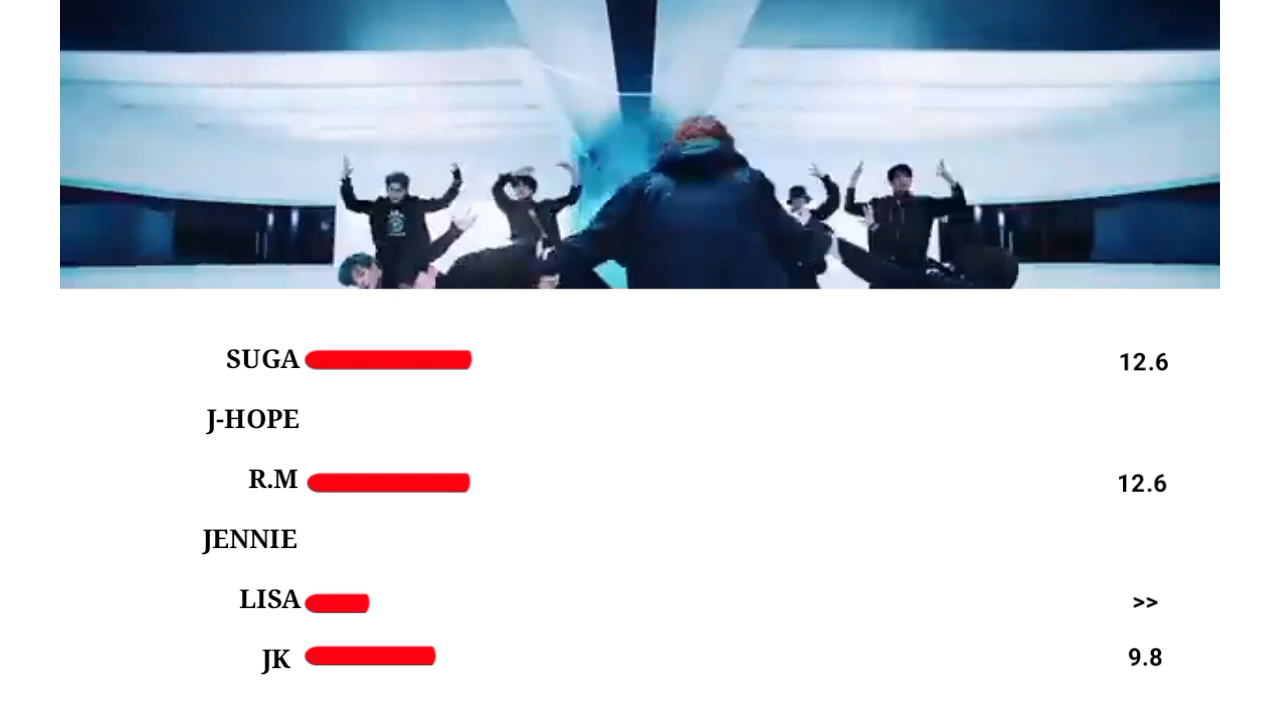 SUGA 12.6
J-HOPE
R.M 12.6
JENNIE
LISA >>
JK 9.8